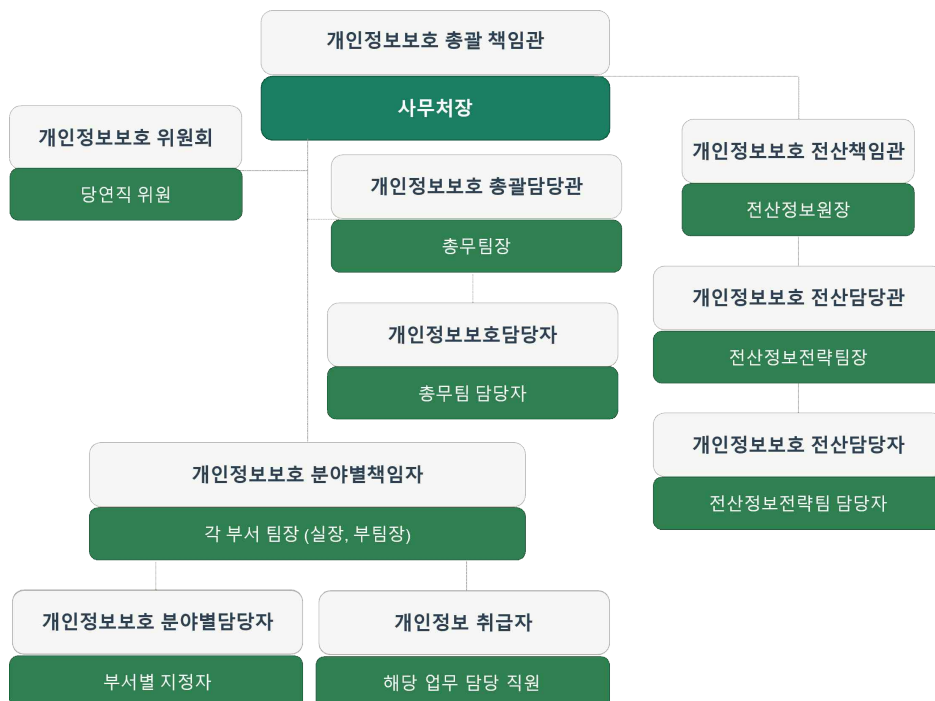 개인정보보호 총괄 책임관
사무처장
개인정보보호 위원회
당연직 위원
개인정보보호 총괄담당관
총무팀장
개인정보보호담당자
총무팀 담당자
개인정보보호 전산책임관
전산정보원장
개인정보보호 전산담당관
전산정보전략팀장
개인정보보호 전산담당자
전산정보전략팀 담당자
개인정보보호 분야별책임자
각 부서 팀장 (실장, 부팀장)
개인정보보호 분야별담당자
부서별 지정자
개인정보 취급자
해당 업무 담당 직원